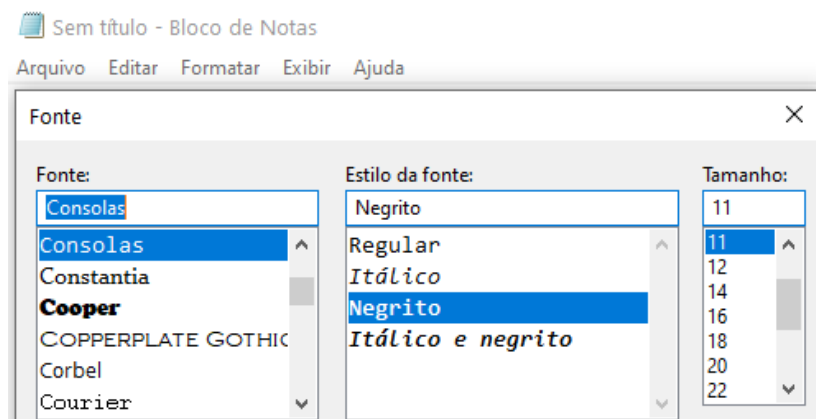 Sem título - Bloco de Notas
Arquivo Editar Formatar Exibir Ajuda
Fonte
Fonte:
Consolas
Consolas
Constantia
Cooper
COPPERPLATE GOTHIC
Corbel
Courier
Estilo da fonte:
Negrito
Regular
Itálico
Negrito
Itálico e negrito
Tamanho:
11
11
12
14
16
18
20
22